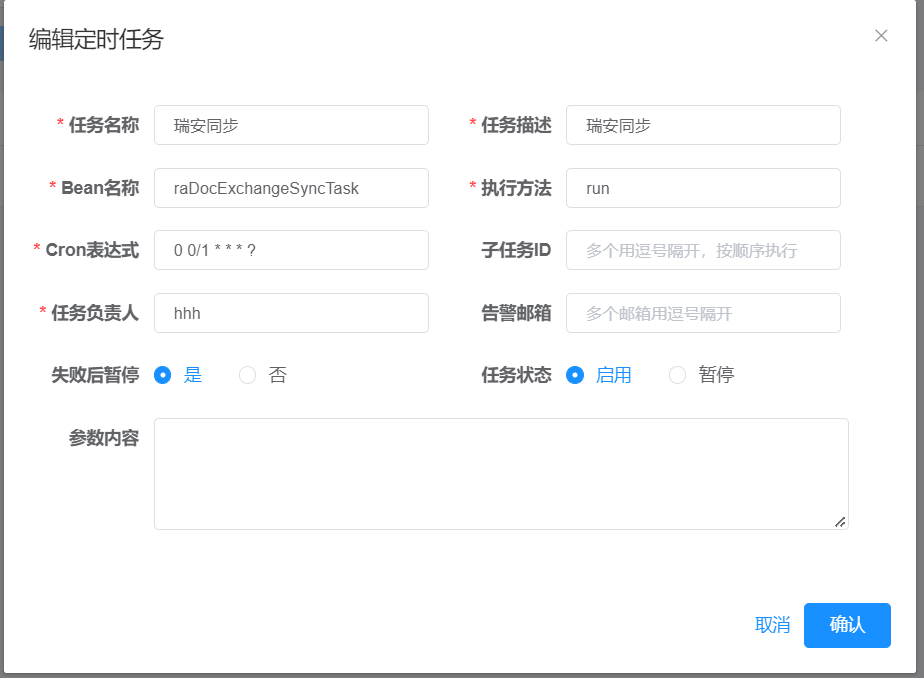 编辑定时任务
* 任务名称 瑞安同步 * 任务描述 瑞安同步
* Bean名称 raDocExchangeSyncTask * 执行方法 run
* Cron表达式 0 0/1 * * * ? 子任务ID 多个用逗号隔开，按顺序执行
* 任务负责人 hhh 告警邮箱 多个邮箱用逗号隔开
失败后暂停 是 否 任务状态 启用 暂停
参数内容
取消 确认